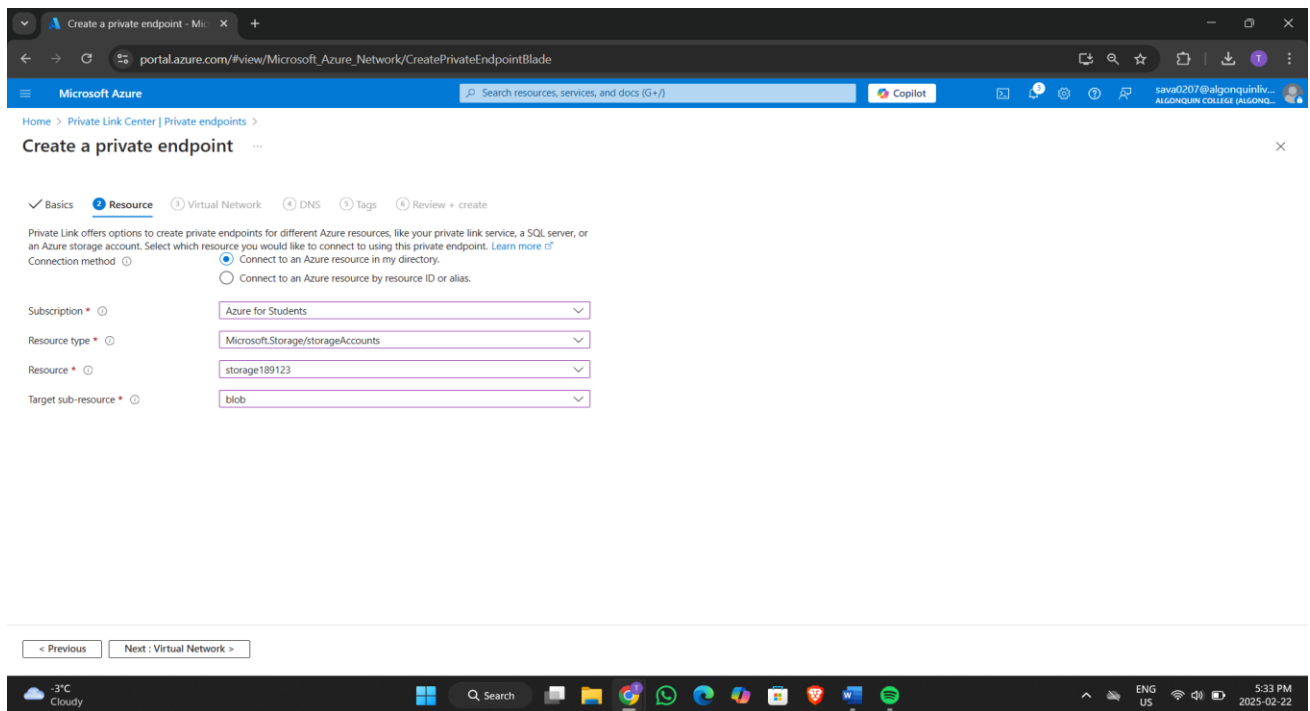 Create a private endpoint - Mic
portal.azure.com/#view/Microsoft_Azure_Network/CreatePrivateEndpointBlade
T
Microsoft Azure
Search resources, services, and docs (G+/)
Copilot
3
sava0207@algonquinliv...
ALGONQUIN COLLEGE (ALGONQ...
Home > Private Link Center | Private endpoints >
Create a private endpoint ...
Basics 2 Resource 3 Virtual Network 4 DNS 5 Tags 6 Review + create
Private Link offers options to create private endpoints for different Azure resources, like your private link service, a SQL server, or
an Azure storage account. Select which resource you would like to connect to using this private endpoint. Learn more
Connection method
Connect to an Azure resource in my directory.
Connect to an Azure resource by resource ID or alias.
Subscription * Azure for Students
Resource type * Microsoft.Storage/storageAccounts
Resource * storage189123
Target sub-resource * blob
< Previous Next : Virtual Network >
-3°C
Cloudy
Search
ENG
US
5:33 PM
2025-02-22